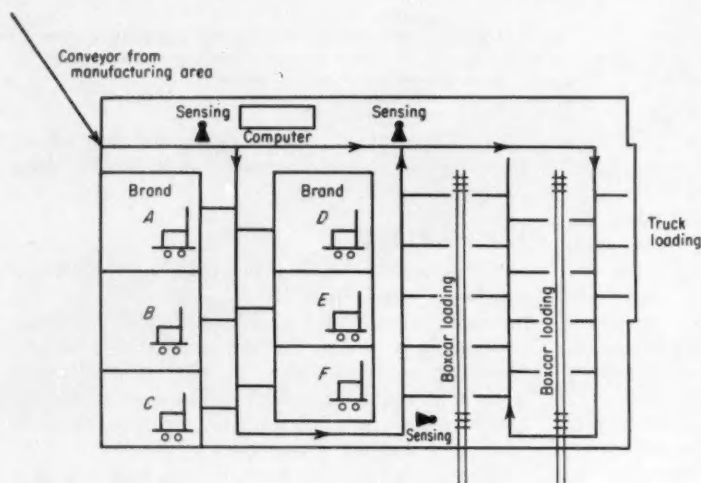 Conveyor from
manufacturing area
Sensing
Computer
Sensing
Brand
A
B
C
Brand
D
E
F
Boxcar loading
Boxcar loading
Truck
loading
Sensing